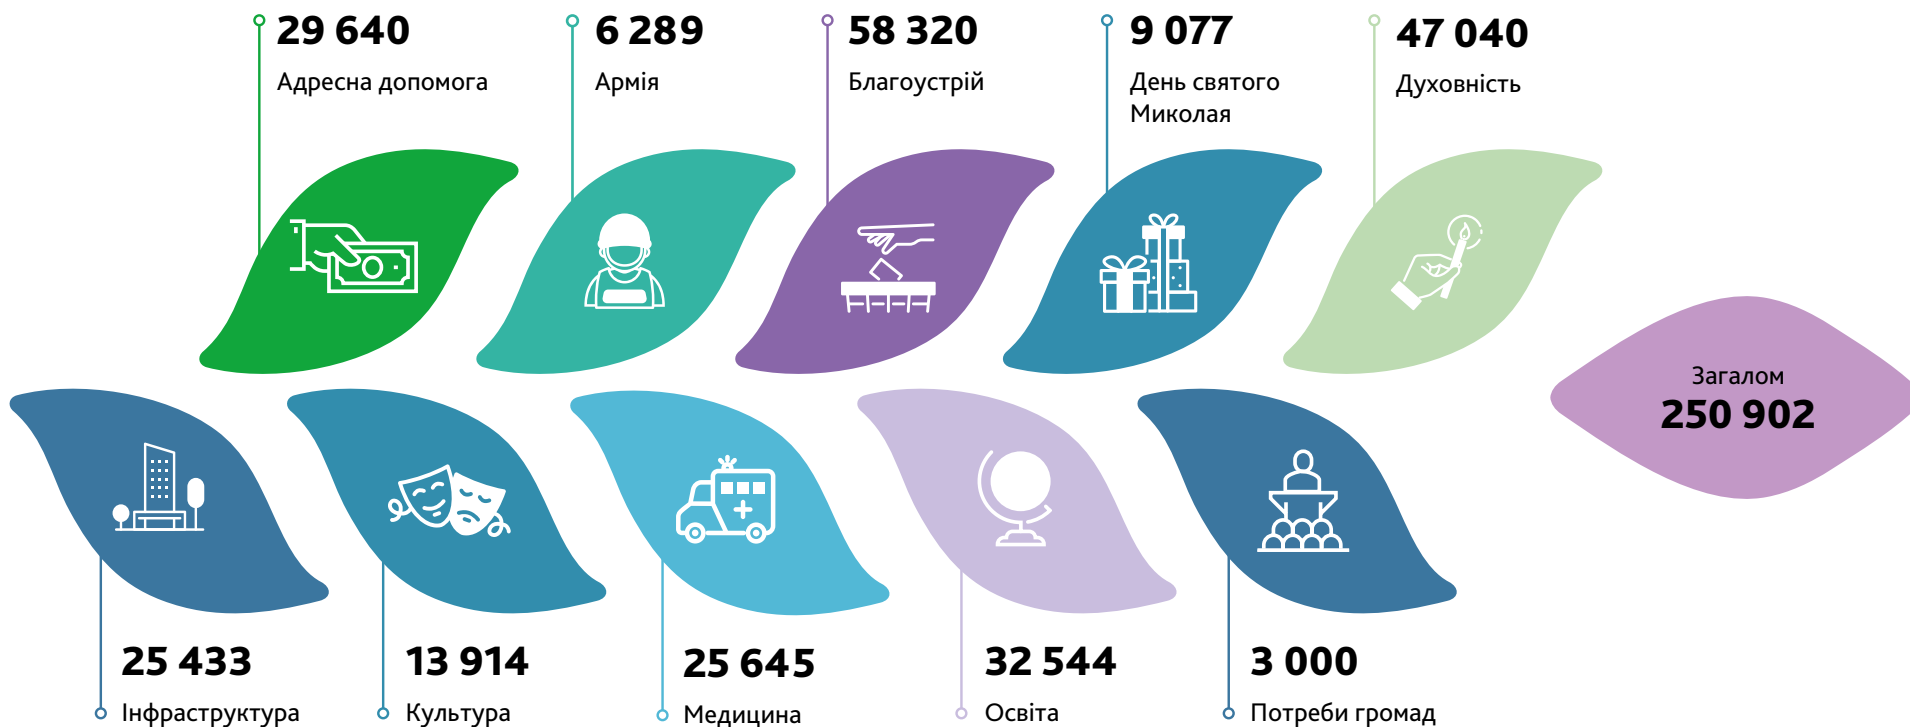 29 640
Адресна допомога
6 289
Армія
58 320
Благоустрій
9 077
День святого
Миколая
47 040
Духовність
Загалом
250 902
25 433
Інфраструктура
13 914
Культура
25 645
Медицина
32 544
Освіта
3 000
Потреби громад